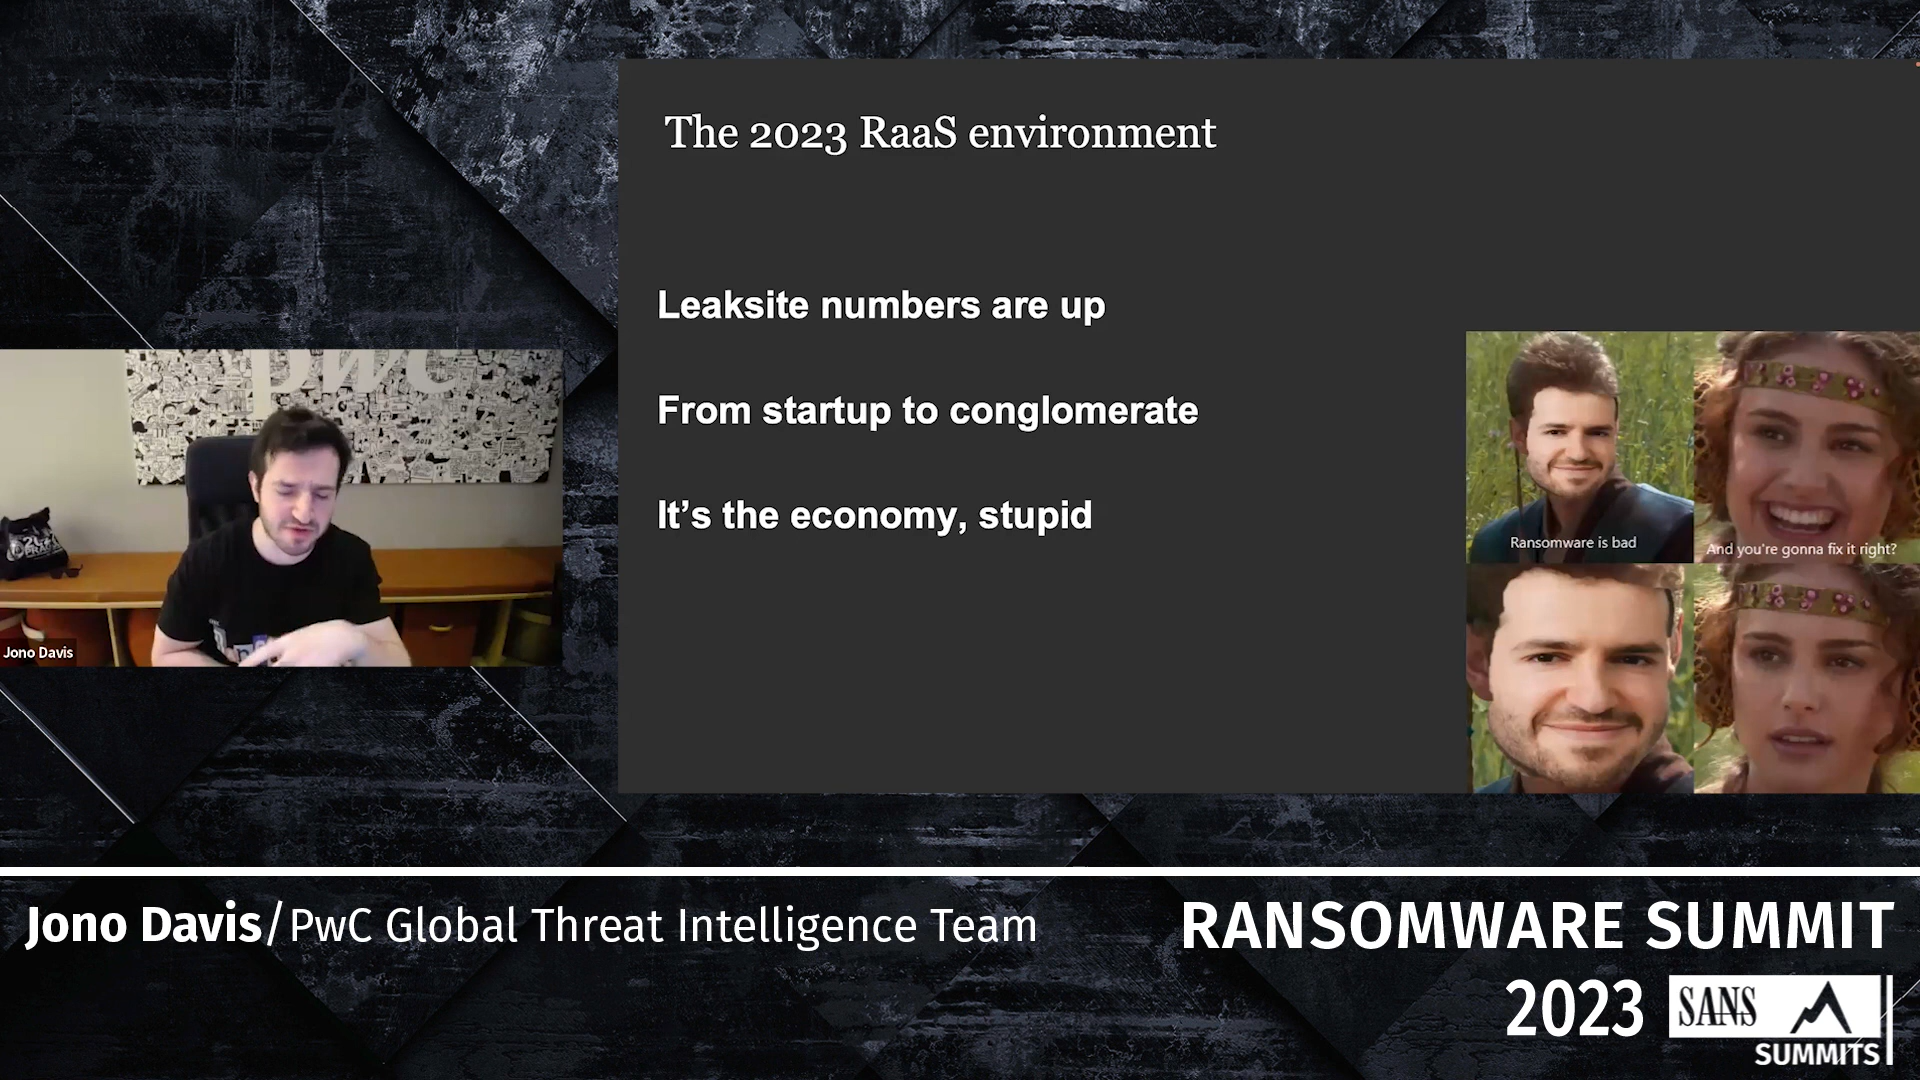 The 2023 RaaS environment
Leaksite numbers are up
From startup to conglomerate
It's the economy, stupid
Ransomware is bad
And you're gonna fix it right?
pwc
Jono Davis
Jono Davis/PwC Global Threat Intelligence Team
RANSOMWARE SUMMIT
2023
SANS
SUMMITS